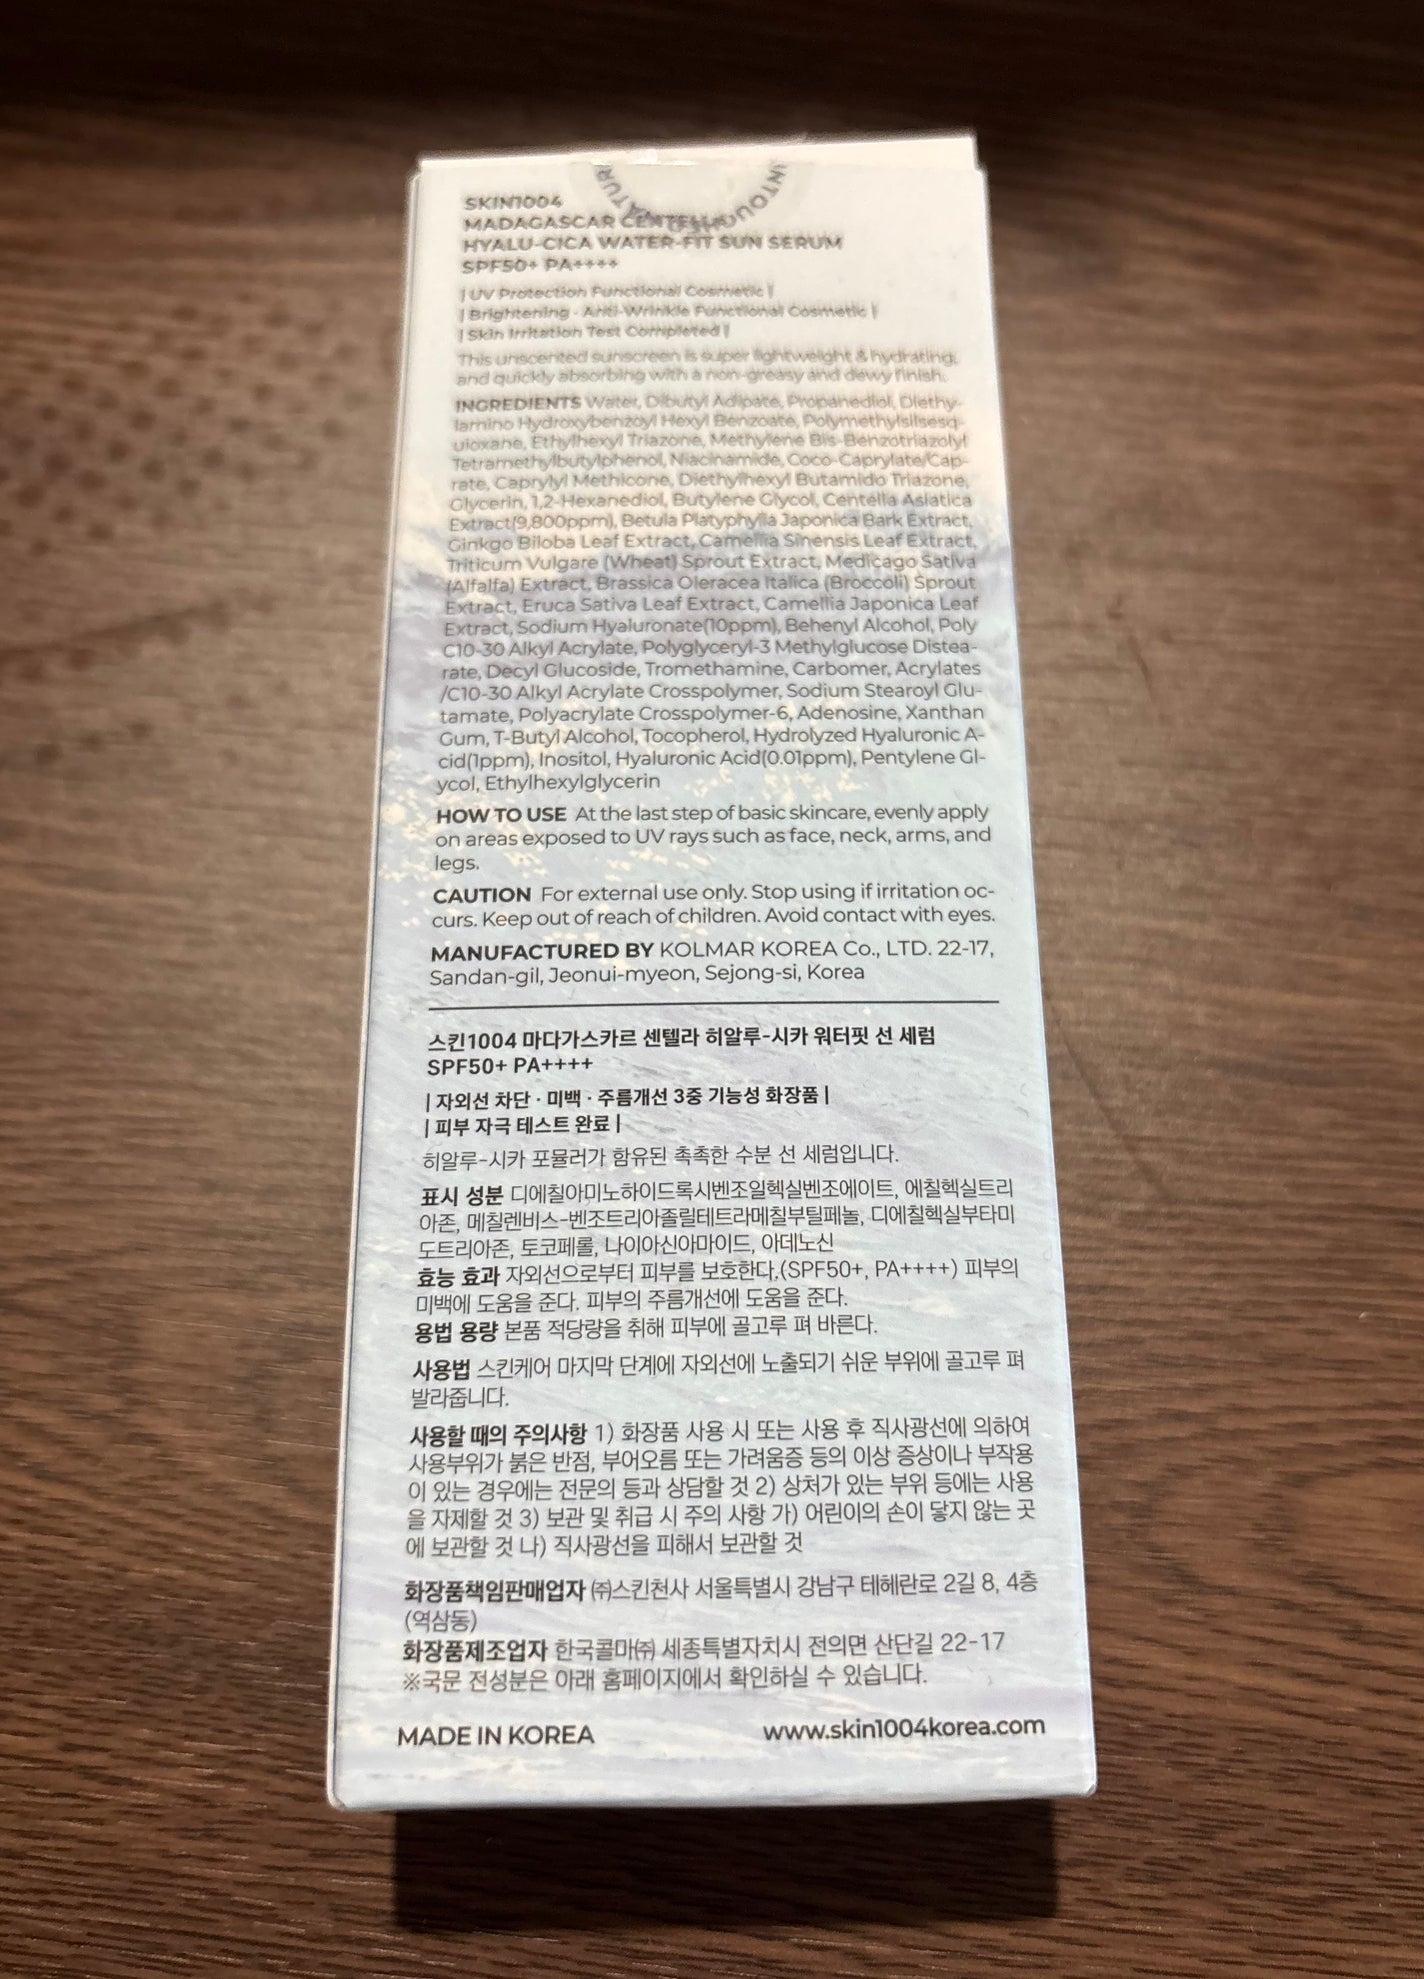 SKIN1004
MADAGASCAR CENTELLA
HYALU-CICA WATER-FIT SUN SERUM
SPF50+ PA++++
| UV Protection Functional Cosmetic |
| Brightening · Anti-Wrinkle Functional Cosmetic |
| Skin Irritation Test Completed |
This unscented sunscreen is super lightweight & hydrating,
and quickly absorbing with a non-greasy and dewy finish.
INGREDIENTS Water, Dibutyl Adipate, Propanediol, Diethy-
lamino Hydroxybenzoyl Hexyl Benzoate, Polymethylsilsesq-
uioxane, Ethylhexyl Triazone, Methylene Bis-Benzotriazolyl
Tetramethylbutylphenol, Niacinamide, Coco-Caprylate/Cap-
rate, Caprylyl Methicone, Diethylhexyl Butamido Triazone,
Glycerin, 1,2-Hexanediol, Butylene Glycol, Centella Asiatica
Extract(9,800ppm), Betula Platyphylla Japonica Bark Extract,
Ginkgo Biloba Leaf Extract, Camellia Sinensis Leaf Extract,
Triticum Vulgare (Wheat) Sprout Extract, Medicago Sativa
(Alfalfa) Extract, Brassica Oleracea Italica (Broccoli) Sprout
Extract, Eruca Sativa Leaf Extract, Camellia Japonica Leaf
Extract, Sodium Hyaluronate(10ppm), Behenyl Alcohol, Poly
C10-30 Alkyl Acrylate, Polyglyceryl-3 Methylglucose Distea-
rate, Decyl Glucoside, Tromethamine, Carbomer, Acrylates
/C10-30 Alkyl Acrylate Crosspolymer, Sodium Stearoyl Glu-
tamate, Polyacrylate Crosspolymer-6, Adenosine, Xanthan
Gum, T-Butyl Alcohol, Tocopherol, Hydrolyzed Hyaluronic A-
cid(1ppm), Inositol, Hyaluronic Acid(0.01ppm), Pentylene Gl-
ycol, Ethylhexylglycerin
HOW TO USE At the last step of basic skincare, evenly apply
on areas exposed to UV rays such as face, neck, arms, and
legs.
CAUTION For external use only. Stop using if irritation oc-
curs. Keep out of reach of children. Avoid contact with eyes.
MANUFACTURED BY KOLMAR KOREA Co., LTD. 22-17,
Sandan-gil, Jeonui-myeon, Sejong-si, Korea
스킨1004 마다가스카르 센텔라 히알루-시카 워터핏 선 세럼
SPF50+ PA++++
| 자외선 차단 · 미백 · 주름개선 3중 기능성 화장품 |
| 피부 자극 테스트 완료 |
히알루-시카 포뮬러가 함유된 촉촉한 수분 선 세럼입니다.
표시 성분 디에칠아미노하이드록시벤조일헥실벤조에이트, 에칠헥실트리
아존, 메칠렌비스-벤조트리아졸릴테트라메칠부틸페놀, 디에칠헥실부타미
도트리아존, 토코페롤, 나이아신아마이드, 아데노신
효능 효과 자외선으로부터 피부를 보호한다.(SPF50+, PA++++) 피부의
미백에 도움을 준다. 피부의 주름개선에 도움을 준다.
용법 용량 본품 적당량을 취해 피부에 골고루 펴 바른다.
사용법 스킨케어 마지막 단계에 자외선에 노출되기 쉬운 부위에 골고루 펴
발라줍니다.
사용할 때의 주의사항 1) 화장품 사용 시 또는 사용 후 직사광선에 의하여
사용부위가 붉은 반점, 부어오름 또는 가려움증 등의 이상 증상이나 부작용
이 있는 경우에는 전문의 등과 상담할 것 2) 상처가 있는 부위 등에는 사용
을 자제할 것 3) 보관 및 취급 시 주의 사항 가) 어린이의 손이 닿지 않는 곳
에 보관할 것 나) 직사광선을 피해서 보관할 것
화장품책임판매업자 ㈜스킨천사 서울특별시 강남구 테헤란로 2길 8, 4층
(역삼동)
화장품제조업자 한국콜마㈜ 세종특별자치시 전의면 산단길 22-17
※국문 전성분은 아래 홈페이지에서 확인하실 수 있습니다.
MADE IN KOREA
www.skin1004korea.com